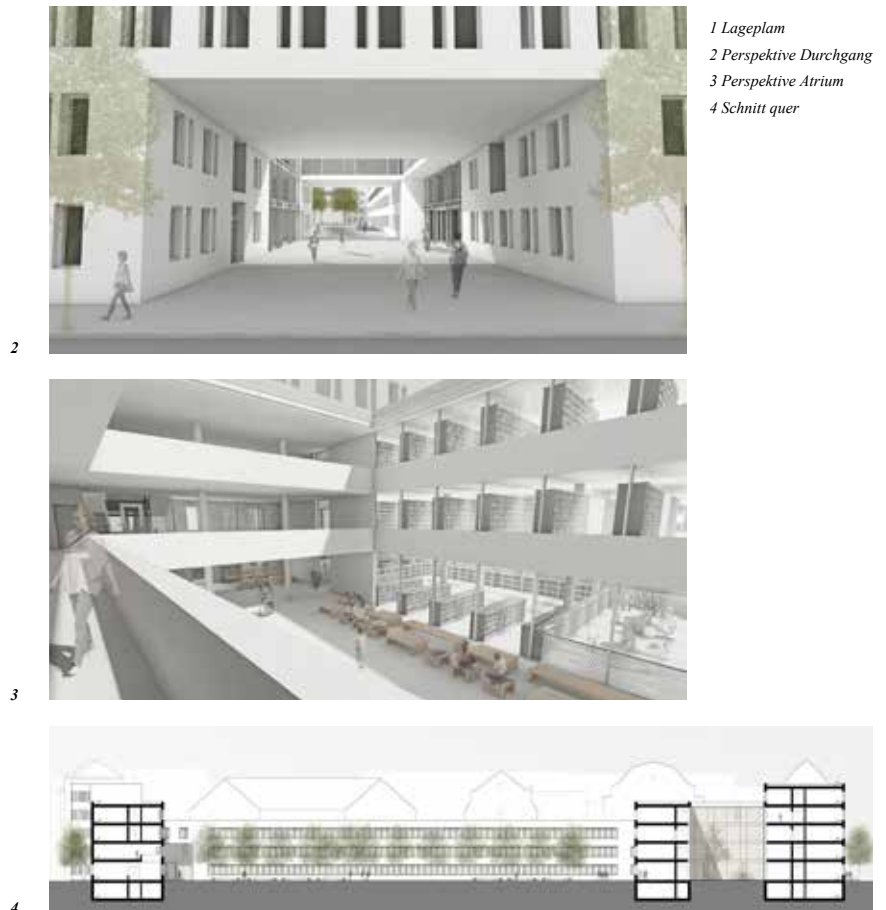 1 Lageplam
2 Perspektive Durchgang
3 Perspektive Atrium
4 Schnitt quer
2
3
4